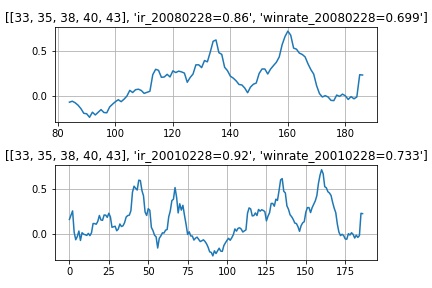 [[33, 35, 38, 40, 43], 'ir_20080228=0.86', 'winrate_20080228=0.699']
0.5
0.0
80 100 120 140 160 180
[[33, 35, 38, 40, 43], 'ir_20010228=0.92', 'winrate_20010228=0.733']
0.5
0.0
0 25 50 75 100 125 150 175